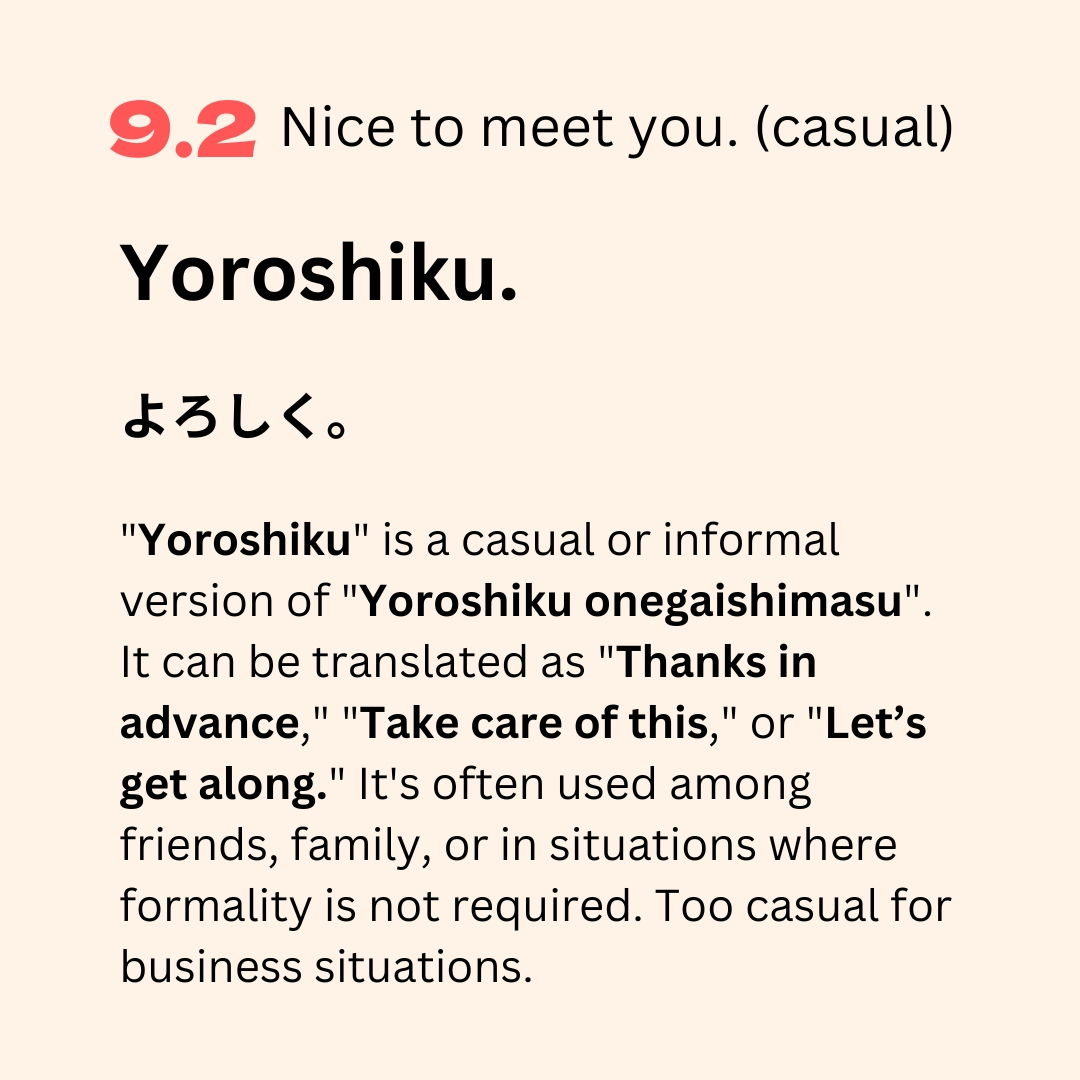 9.2 Nice to meet you. (casual)
Yoroshiku.
よろしく。
"Yoroshiku" is a casual or informal
version of "Yoroshiku onegaishimasu".
It can be translated as "Thanks in
advance," "Take care of this," or "Let’s
get along." It's often used among
friends, family, or in situations where
formality is not required. Too casual for
business situations.